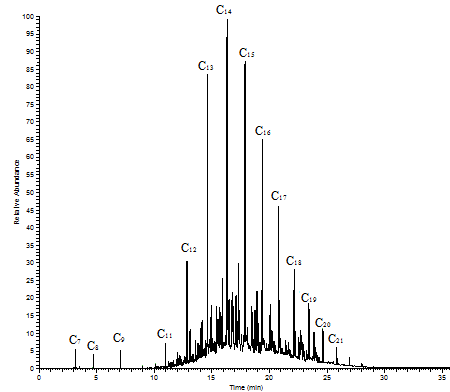 C₁₄
C₁₅
C₁₃
C₁₆
C₁₇
C₁₂
C₁₈
C₁₉
C₂₀
C₇
C₈
C₉
C₁₁
C₂₁
Relative Abundance
100
95
90
85
80
75
70
65
60
55
50
45
40
35
30
25
20
15
10
5
0
0 5 10 15 20 25 30 35
Time (min)